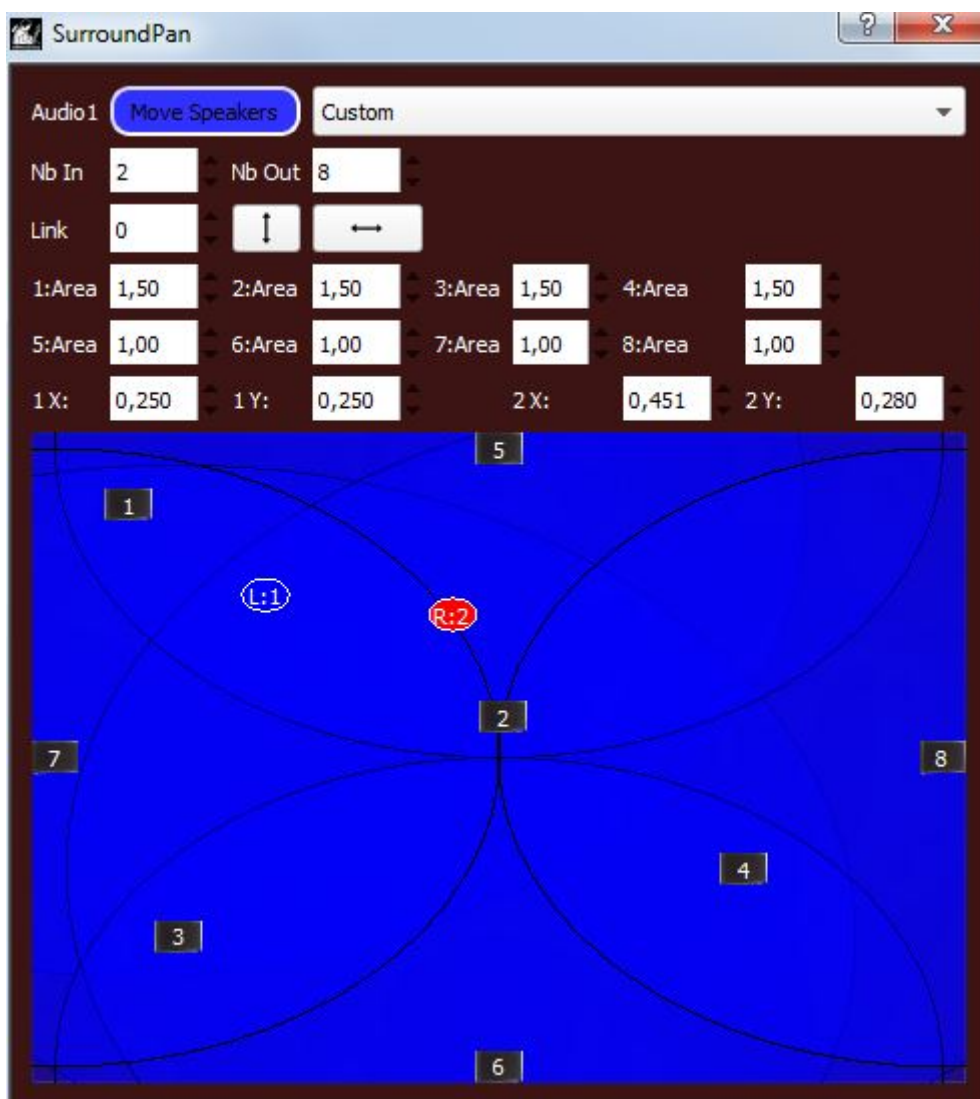 SurroundPan ? X
Audio1 Move Speakers Custom
Nb In 2 Nb Out 8
Link 0
1:Area 1,50 2:Area 1,50 3:Area 1,50 4:Area 1,50
5:Area 1,00 6:Area 1,00 7:Area 1,00 8:Area 1,00
1 X: 0,250 1 Y: 0,250 2 X: 0,451 2 Y: 0,280
5
1
L:1
R:2
2
7 8
4
3
6